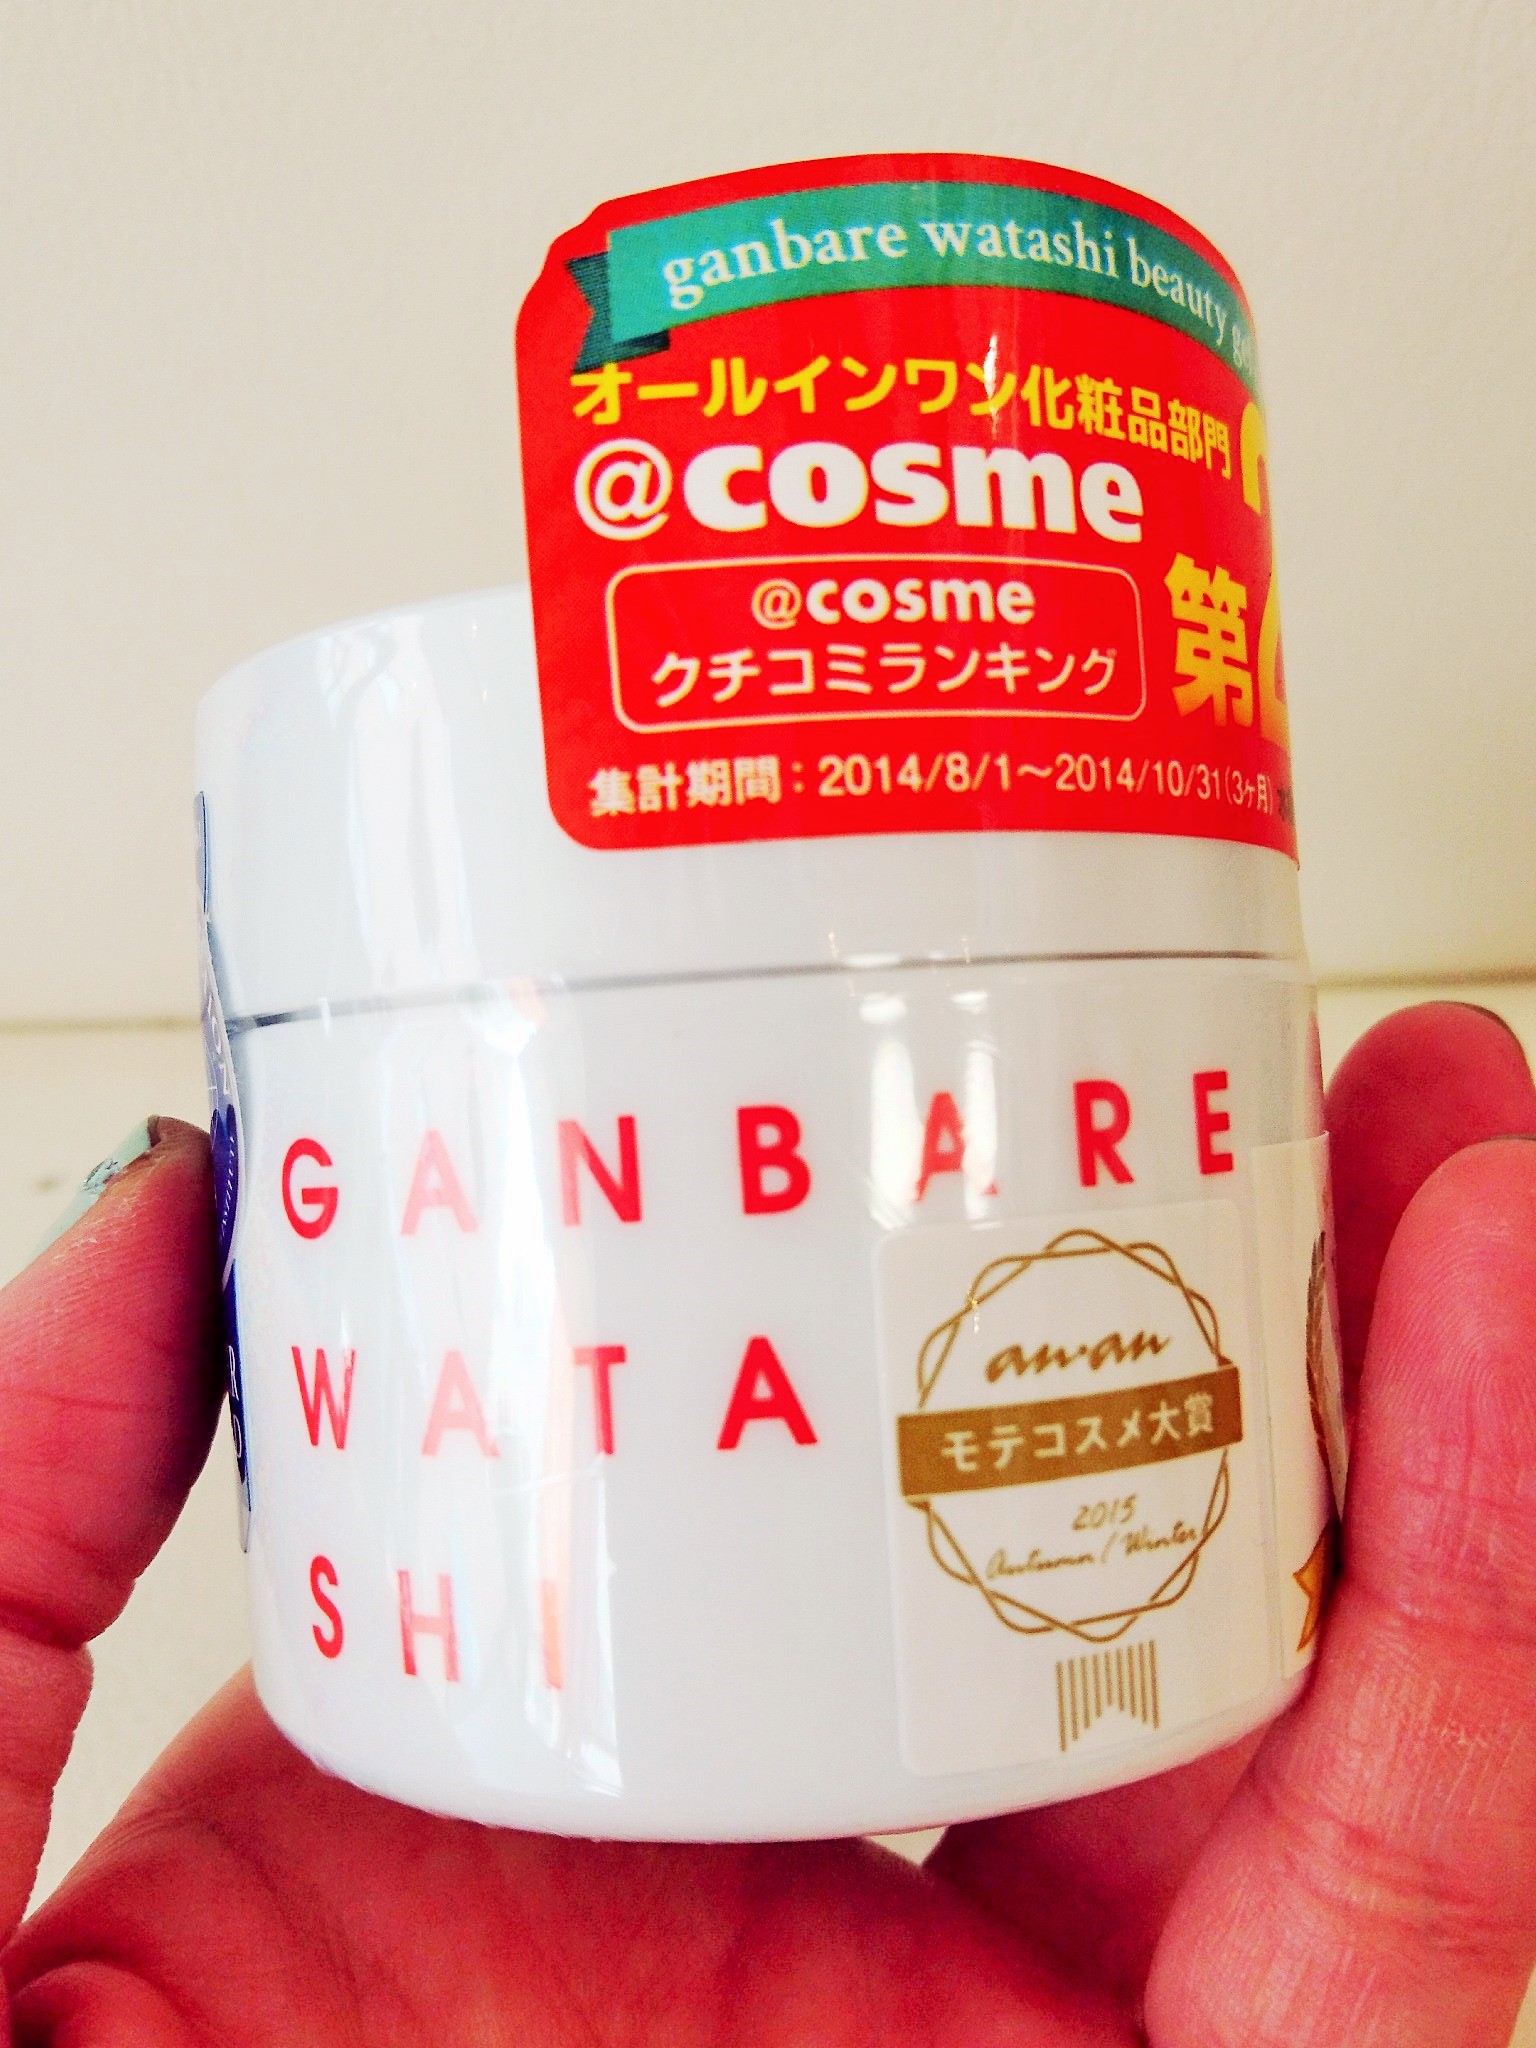 ganbare watashi beauty gel
オールインワン化粧品部門
@cosme
@cosme
クチコミランキング
第2
集計期間：2014/8/1〜2014/10/31(3ヶ月)
GANBARE
WATA
SHI
an・an
モテコスメ大賞
2015
Autumn / Winter